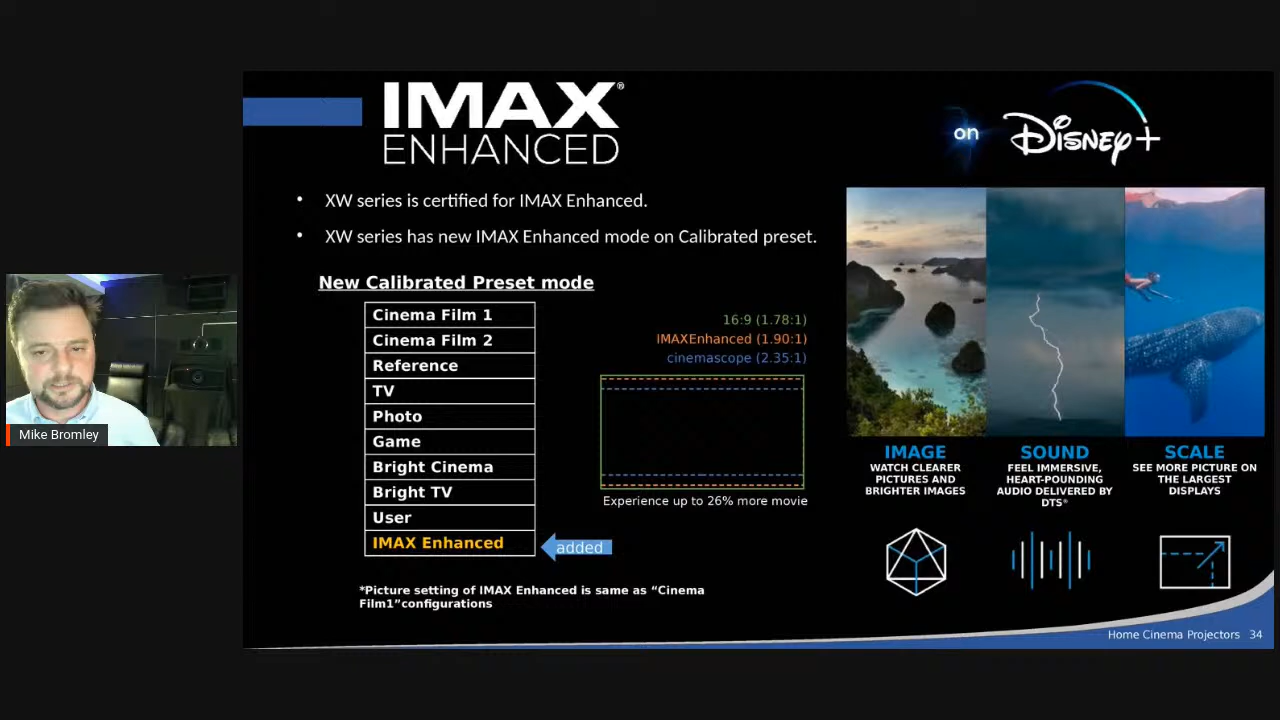 IMAX®
ENHANCED
on Disney+
• XW series is certified for IMAX Enhanced.
• XW series has new IMAX Enhanced mode on Calibrated preset.
New Calibrated Preset mode
Cinema Film 1
Cinema Film 2
Reference
TV
Photo
Game
Bright Cinema
Bright TV
User
IMAX Enhanced
added
*Picture setting of IMAX Enhanced is same as “Cinema
Film1”configurations
16:9 (1.78:1)
IMAXEnhanced (1.90:1)
cinemascope (2.35:1)
Experience up to 26% more movie
IMAGE
WATCH CLEARER
PICTURES AND
BRIGHTER IMAGES
SOUND
FEEL IMMERSIVE,
HEART-POUNDING
AUDIO DELIVERED BY
DTS®
SCALE
SEE MORE PICTURE ON
THE LARGEST
DISPLAYS
Home Cinema Projectors 34
Mike Bromley